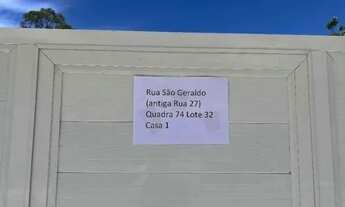 Rua São Geraldo
(antiga Rua 27)
Quadra 74 Lote 32
Casa 1